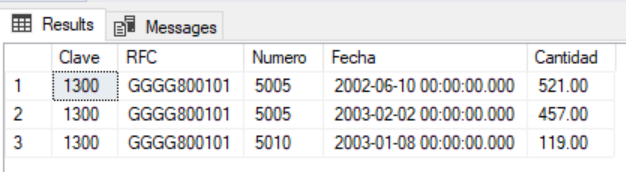 Results Messages
Clave RFC Numero Fecha Cantidad
1 1300 GGGG800101 5005 2002-06-10 00:00:00.000 521.00
2 1300 GGGG800101 5005 2003-02-02 00:00:00.000 457.00
3 1300 GGGG800101 5010 2003-01-08 00:00:00.000 119.00